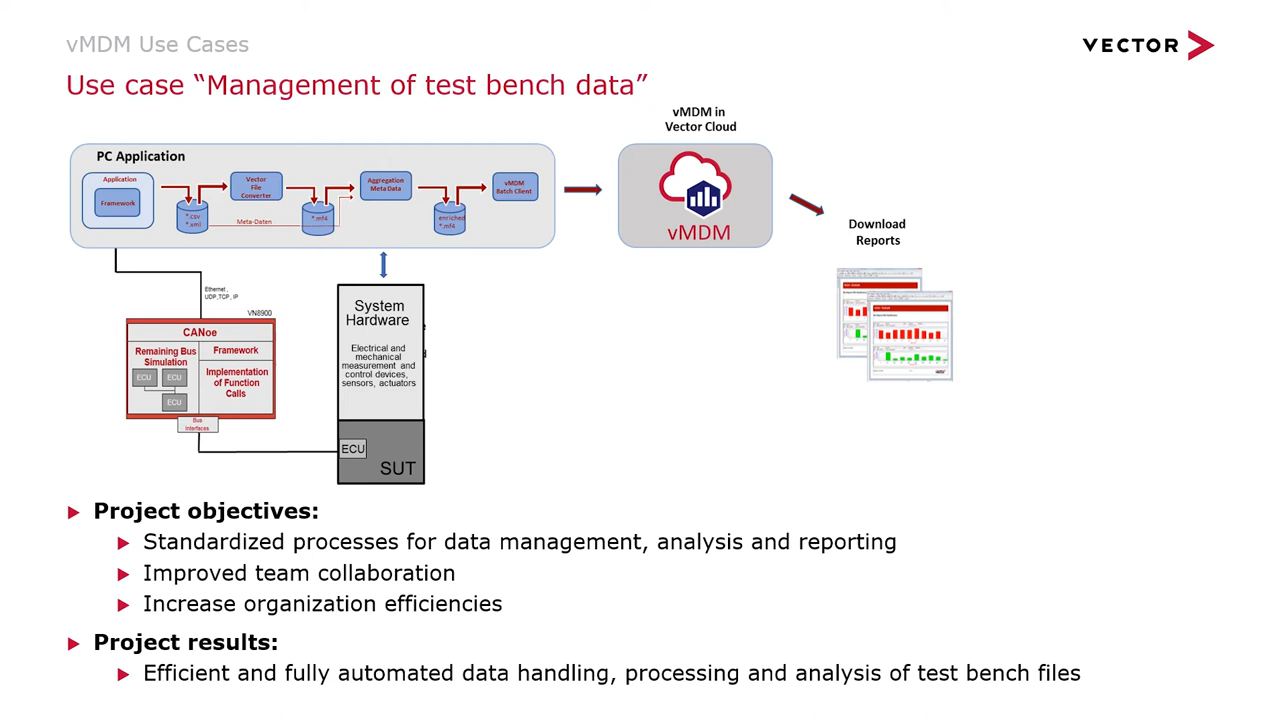 vMDM Use Cases
VECTOR
Use case “Management of test bench data”
vMDM in
Vector Cloud
PC Application
Application
Framework
*.csv
*.xml
Vector
File
Converter
Meta-Daten
*.mf4
Aggregation
Meta Data
enriched
*.mf4
vMDM
Batch Client
vMDM
Download
Reports
Ethernet,
UDP,TCP, IP
VN8900
CANoe
Remaining Bus
Simulation
ECU
ECU
ECU
Framework
Implementation
of Function
Calls
Bus
Interfaces
System
Hardware
Electrical and
mechanical
measurement and
control devices,
sensors, actuators
ECU
SUT
Project objectives:
Standardized processes for data management, analysis and reporting
Improved team collaboration
Increase organization efficiencies
Project results:
Efficient and fully automated data handling, processing and analysis of test bench files